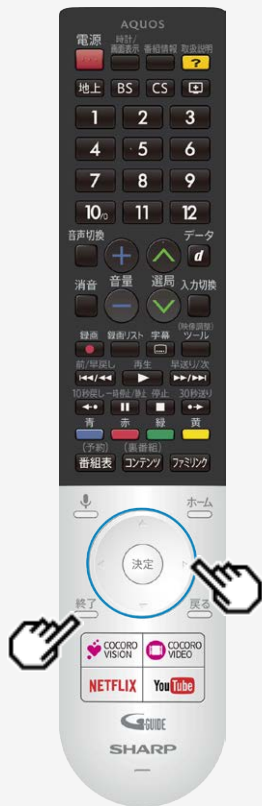 AQUOS
電源 時計/画面表示 番組情報 取扱説明
?
地上 BS CS
1 2 3
4 5 6
7 8 9
10/0 11 12
音声切換 データ
d
消音 音量 選局 入力切換
(映像調整)
録画 録画リスト 字幕 ツール
前/早戻し 再生 早送り/次
10秒戻し 一時停止/静止 停止 30秒送り
青 赤 緑 黄
(予約) (裏番組)
番組表 コンテンツ ファミリンク
ホーム
決定
終了 戻る
COCORO VISION COCORO VIDEO
NETFLIX YouTube
G-GUIDE
SHARP